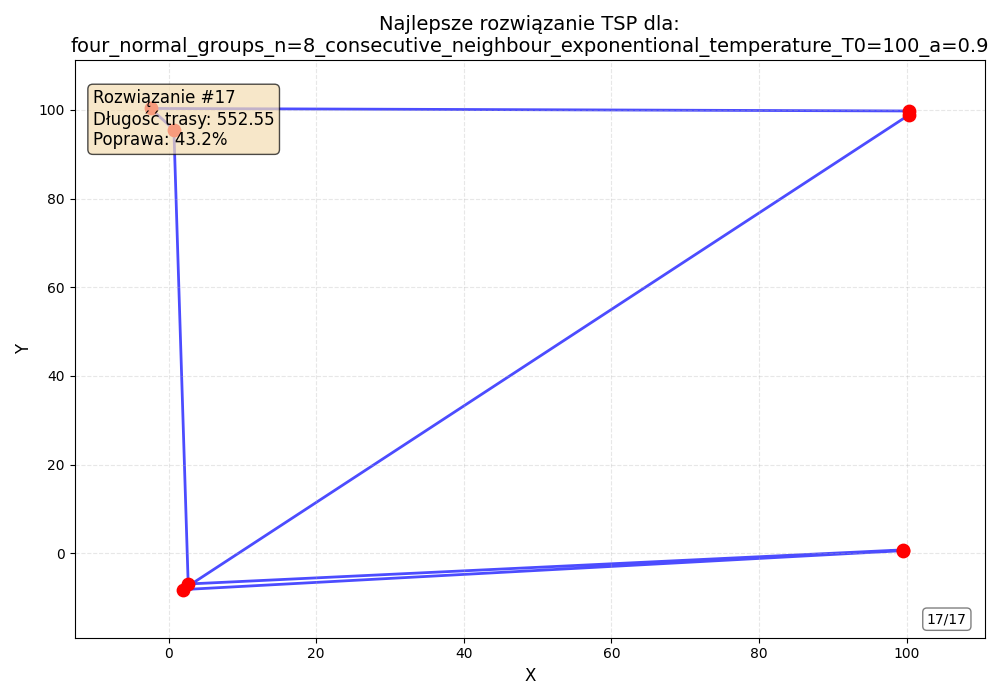 Najlepsze rozwiązanie TSP dla:
four_normal_groups_n=8_consecutive_neighbour_exponentional_temperature_T0=100_a=0.9
Rozwiązanie #17
Długość trasy: 552.55
Poprawa: 43.2%
100
80
60
40
20
0
Y
17/17
0 20 40 60 80 100
X